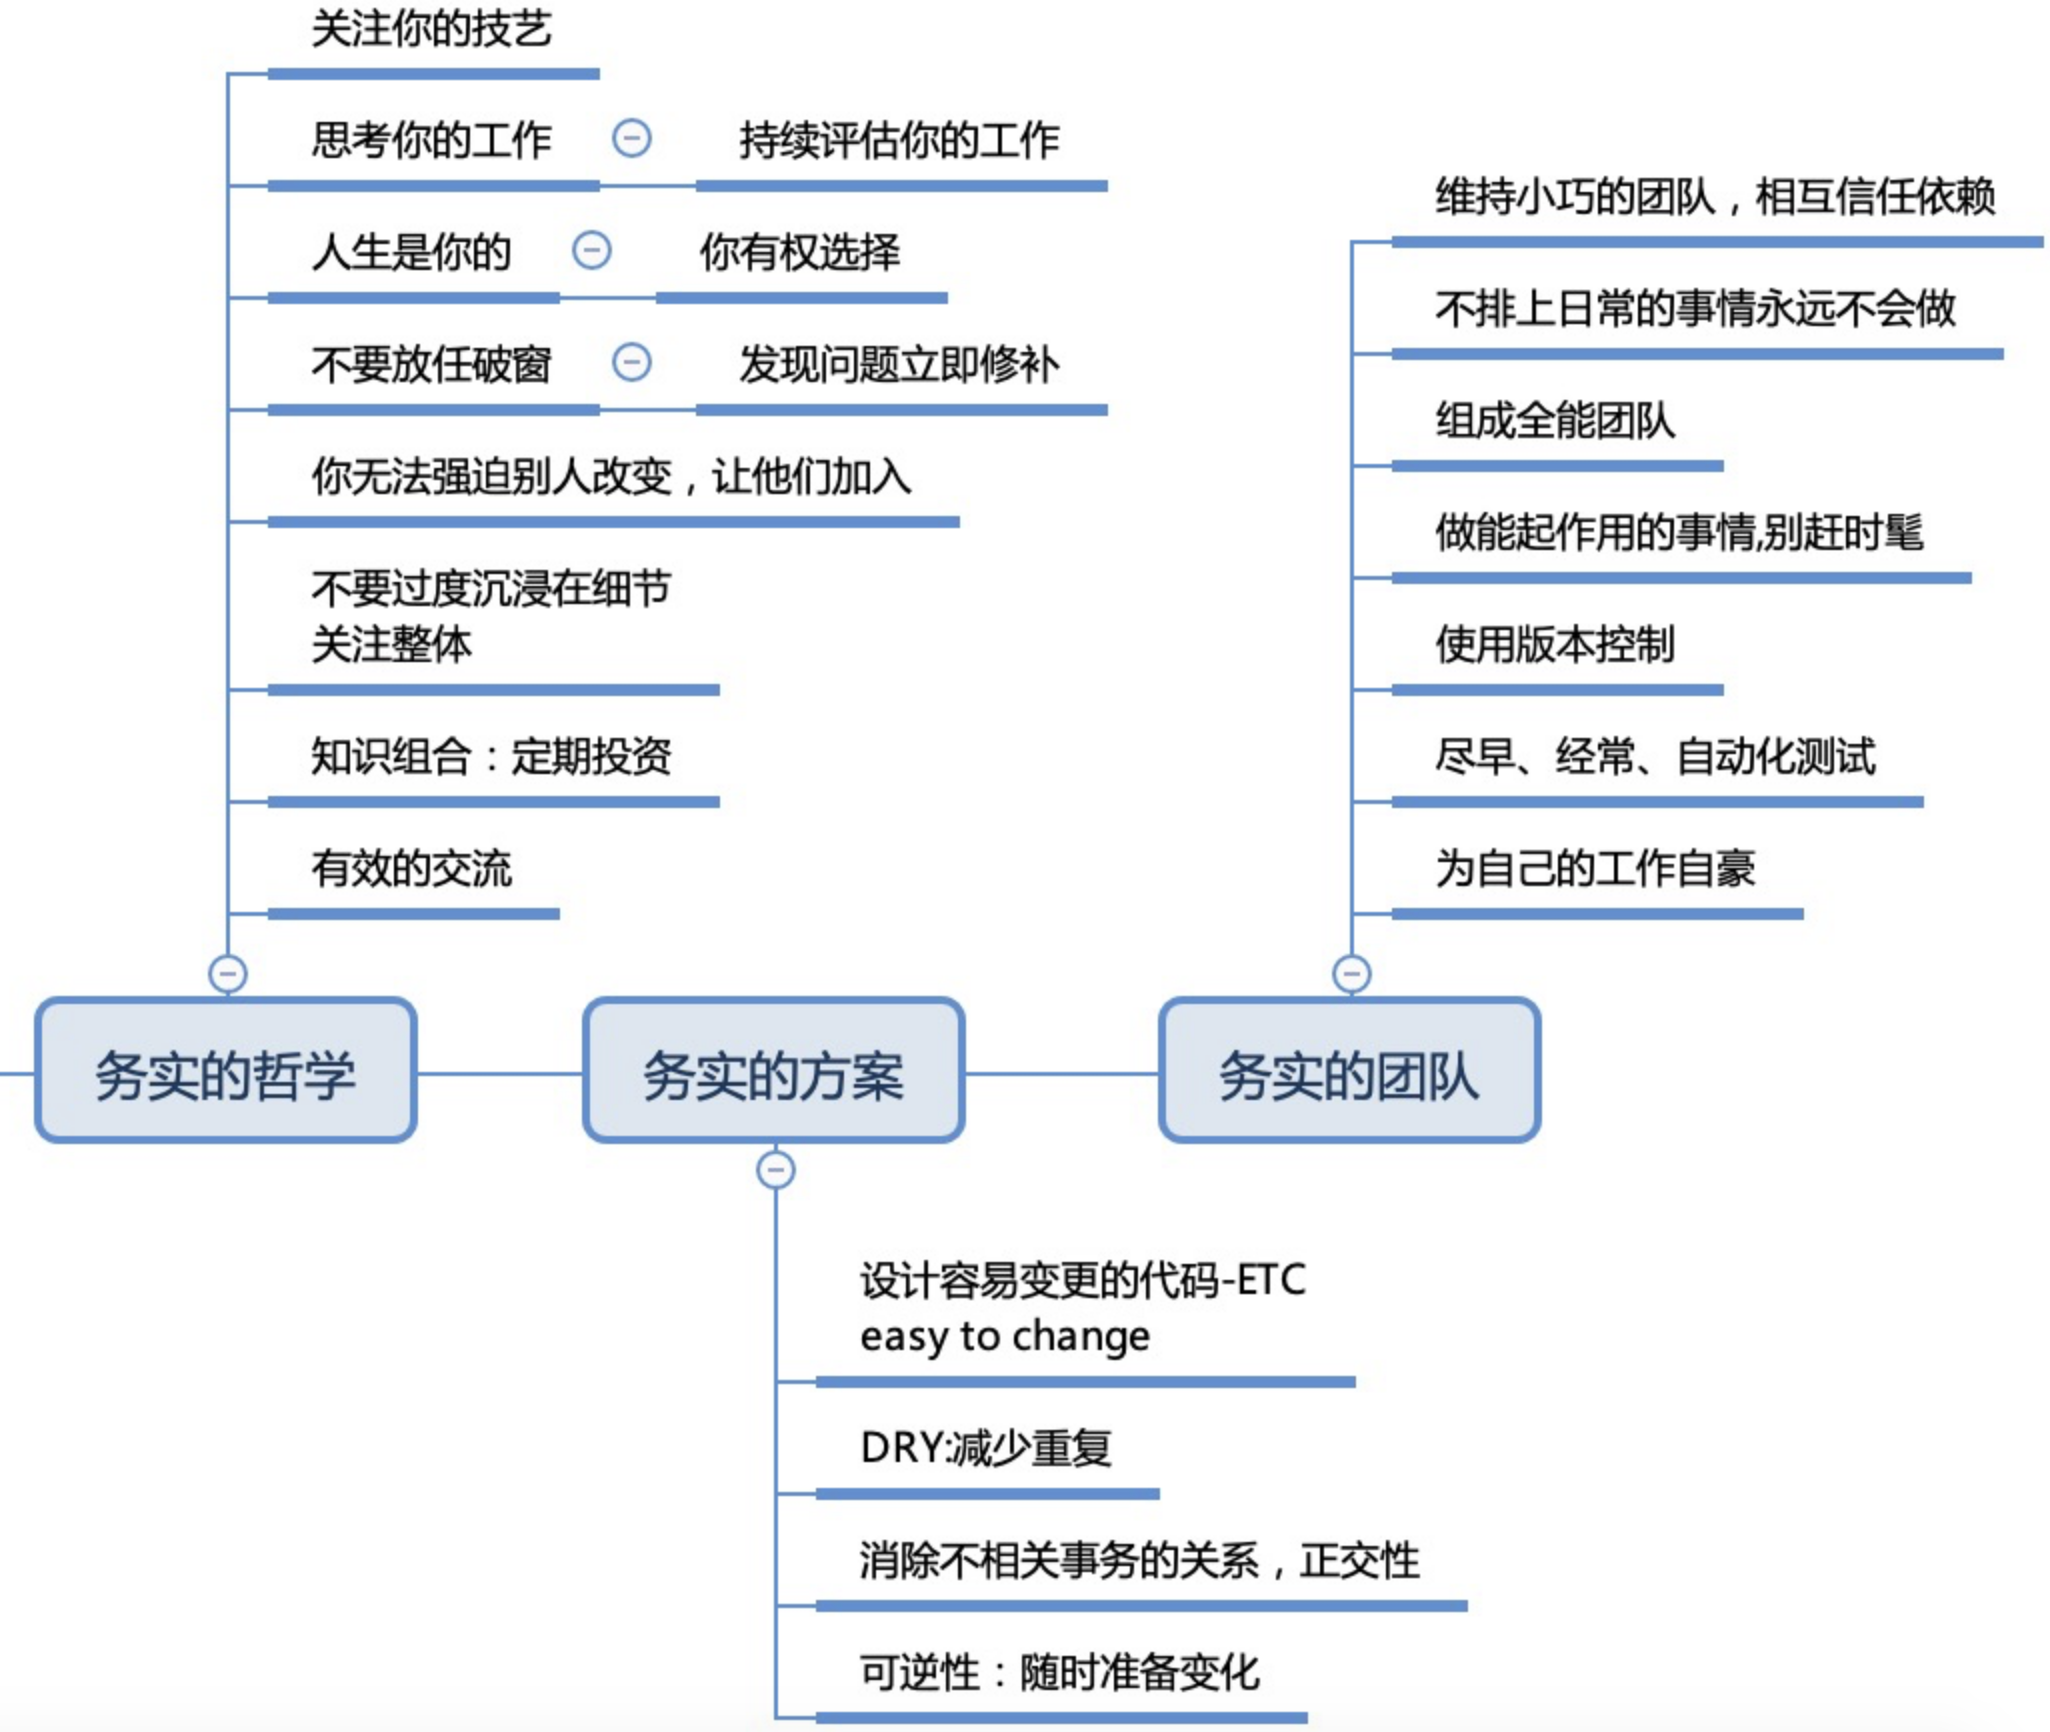 关注你的技艺
思考你的工作
持续评估你的工作
人生是你的
你有权选择
不要放任破窗
发现问题立即修补
你无法强迫别人改变，让他们加入
不要过度沉浸在细节
关注整体
知识组合：定期投资
有效的交流
务实的哲学
务实的方案
设计容易变更的代码-ETC
easy to change
DRY:减少重复
消除不相关事务的关系，正交性
可逆性：随时准备变化
务实的团队
维持小巧的团队，相互信任依赖
不排上日常的事情永远不会做
组成全能团队
做能起作用的事情,别赶时髦
使用版本控制
尽早、经常、自动化测试
为自己的工作自豪